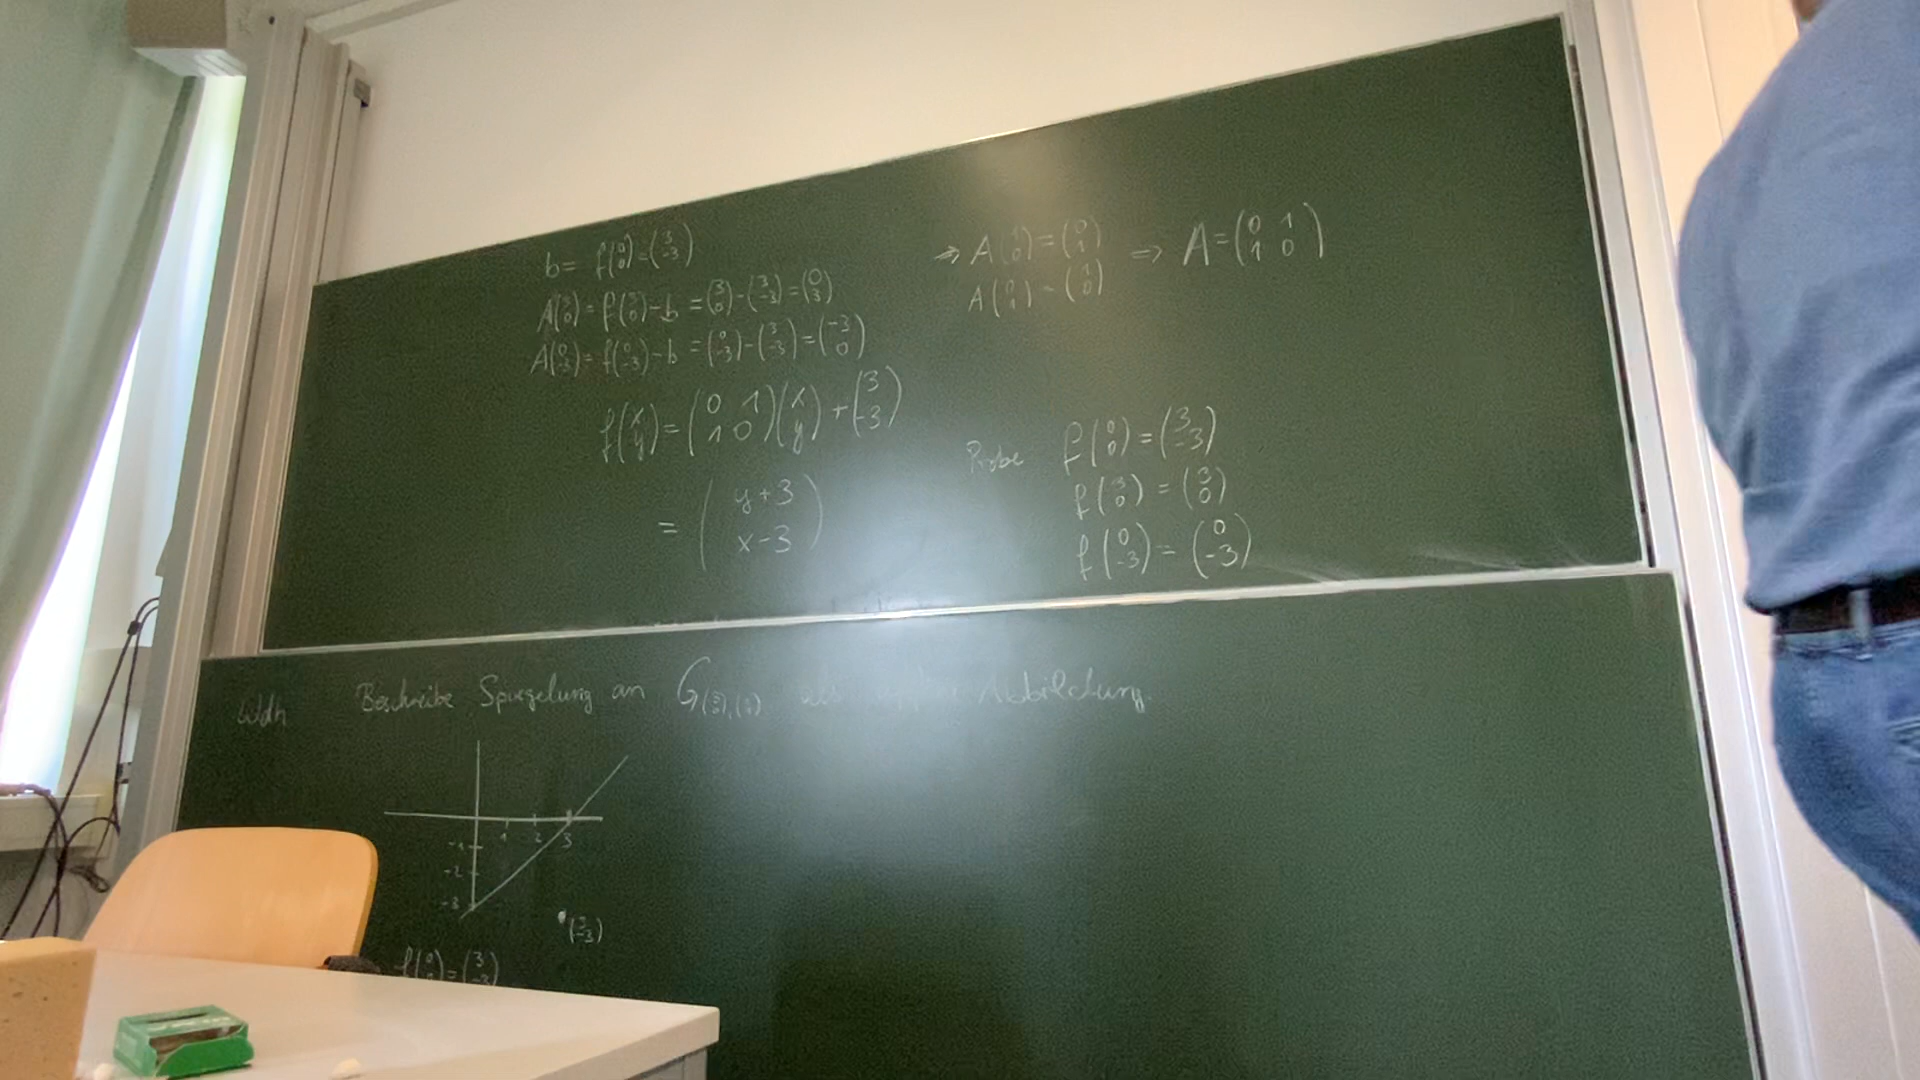 b = f(0 0) = (3 -3)
A(3 0) = f(3 0) - b = (3 0) - (3 -3) = (0 3)
A(0 -3) = f(0 -3) - b = (0 -3) - (3 -3) = (-3 0)
f(x y) = (0 1 1 0)(x y) + (3 -3)
= (y+3 x-3)
⇒ A(1 0) = (0 1) ⇒ A = (0 1 1 0)
A(0 1) = (1 0)
Probe f(0 0) = (3 -3)
f(3 0) = (3 0)
f(0 -3) = (0 -3)
Wdh Beschreibe Spiegelung an G Abbildung
1 2 3
-1
-2
-3
(3 -3)
f(0 0) = (3 -3)